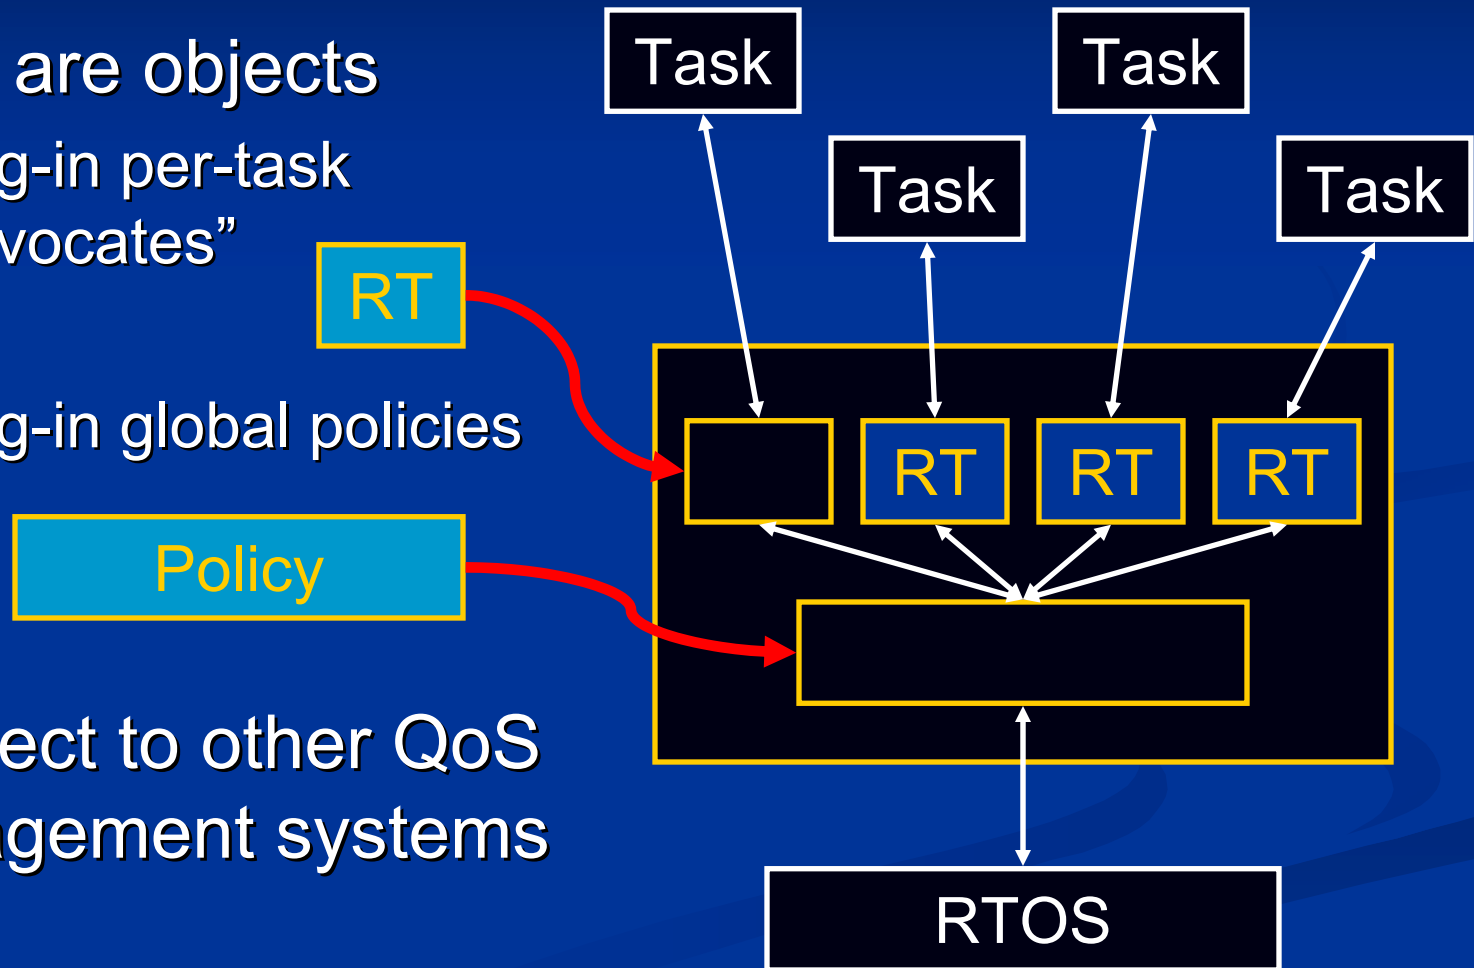 are objects
g-in per-task
vocates”
RT
g-in global policies
Policy
ect to other QoS
agement systems
Task
Task
Task
Task
RT
RT
RT
RTOS